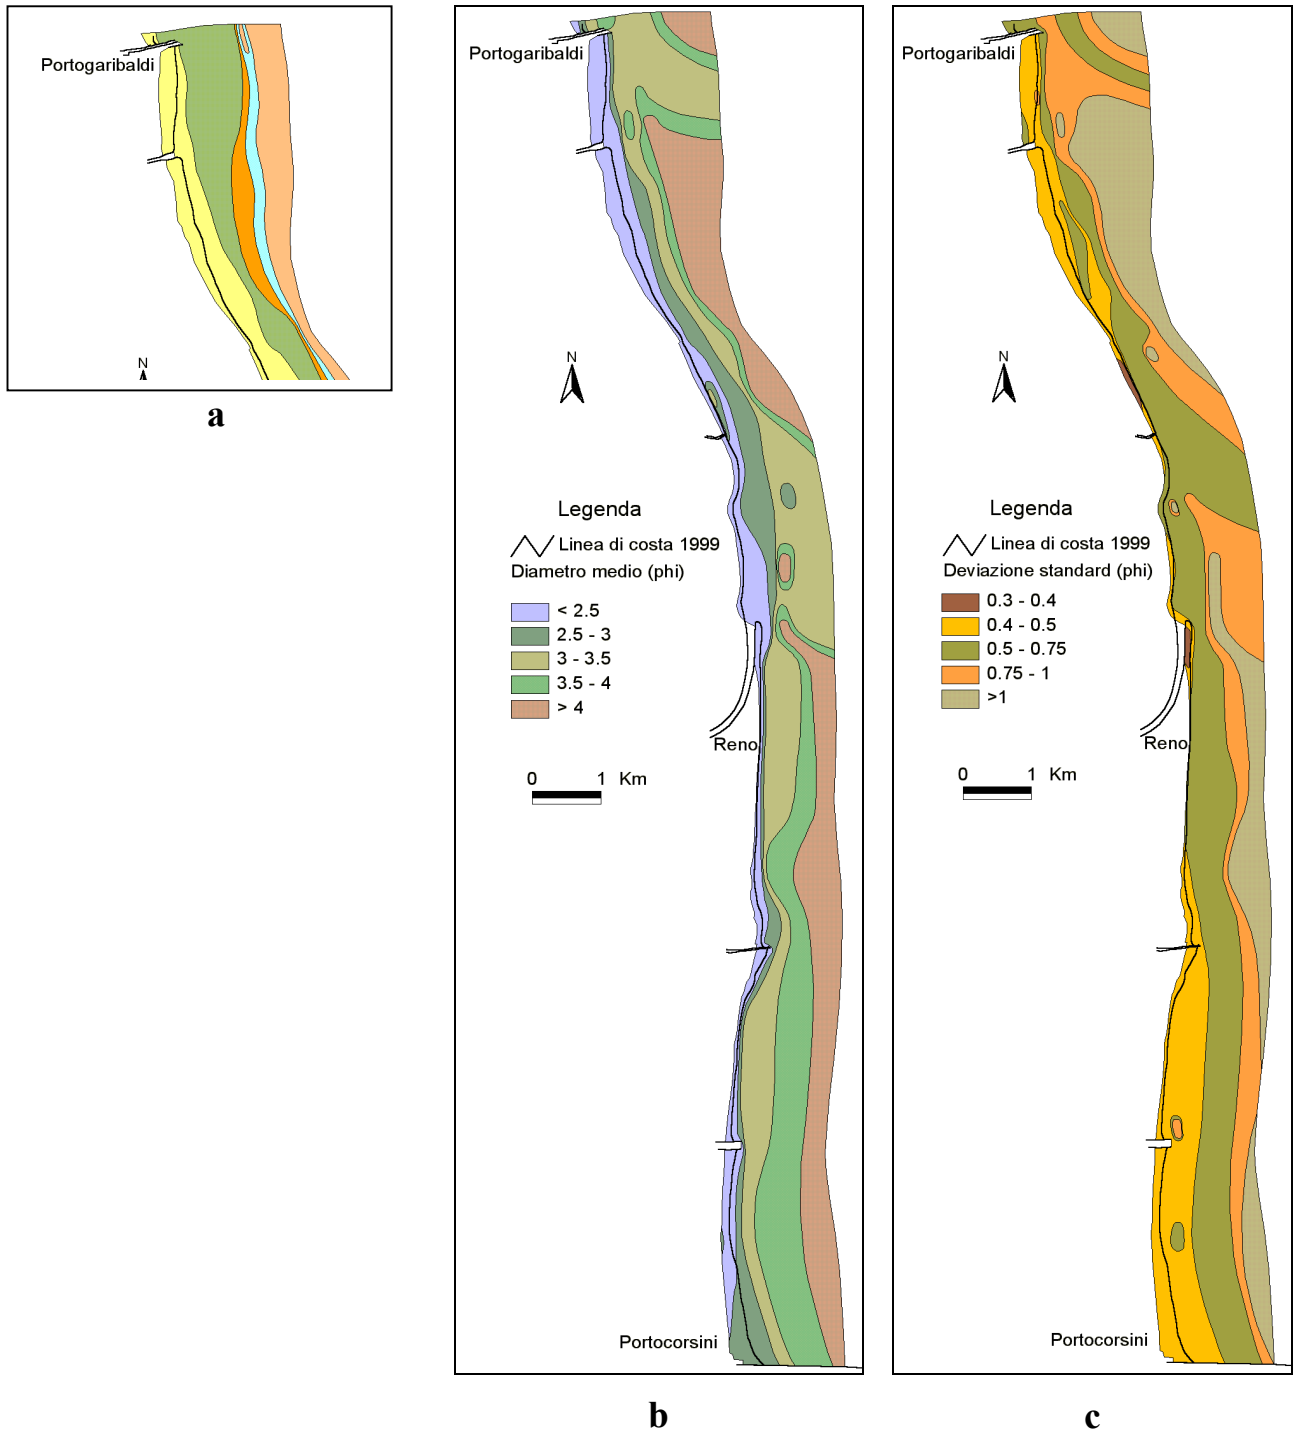 Portogaribaldi
N
a
Portogaribaldi
N
Legenda
Linea di costa 1999
Diametro medio (phi)
< 2.5
2.5 - 3
3 - 3.5
3.5 - 4
> 4
Reno
0 1 Km
Portocorsini
b
Portogaribaldi
N
Legenda
Linea di costa 1999
Deviazione standard (phi)
0.3 - 0.4
0.4 - 0.5
0.5 - 0.75
0.75 - 1
>1
Reno
0 1 Km
Portocorsini
c